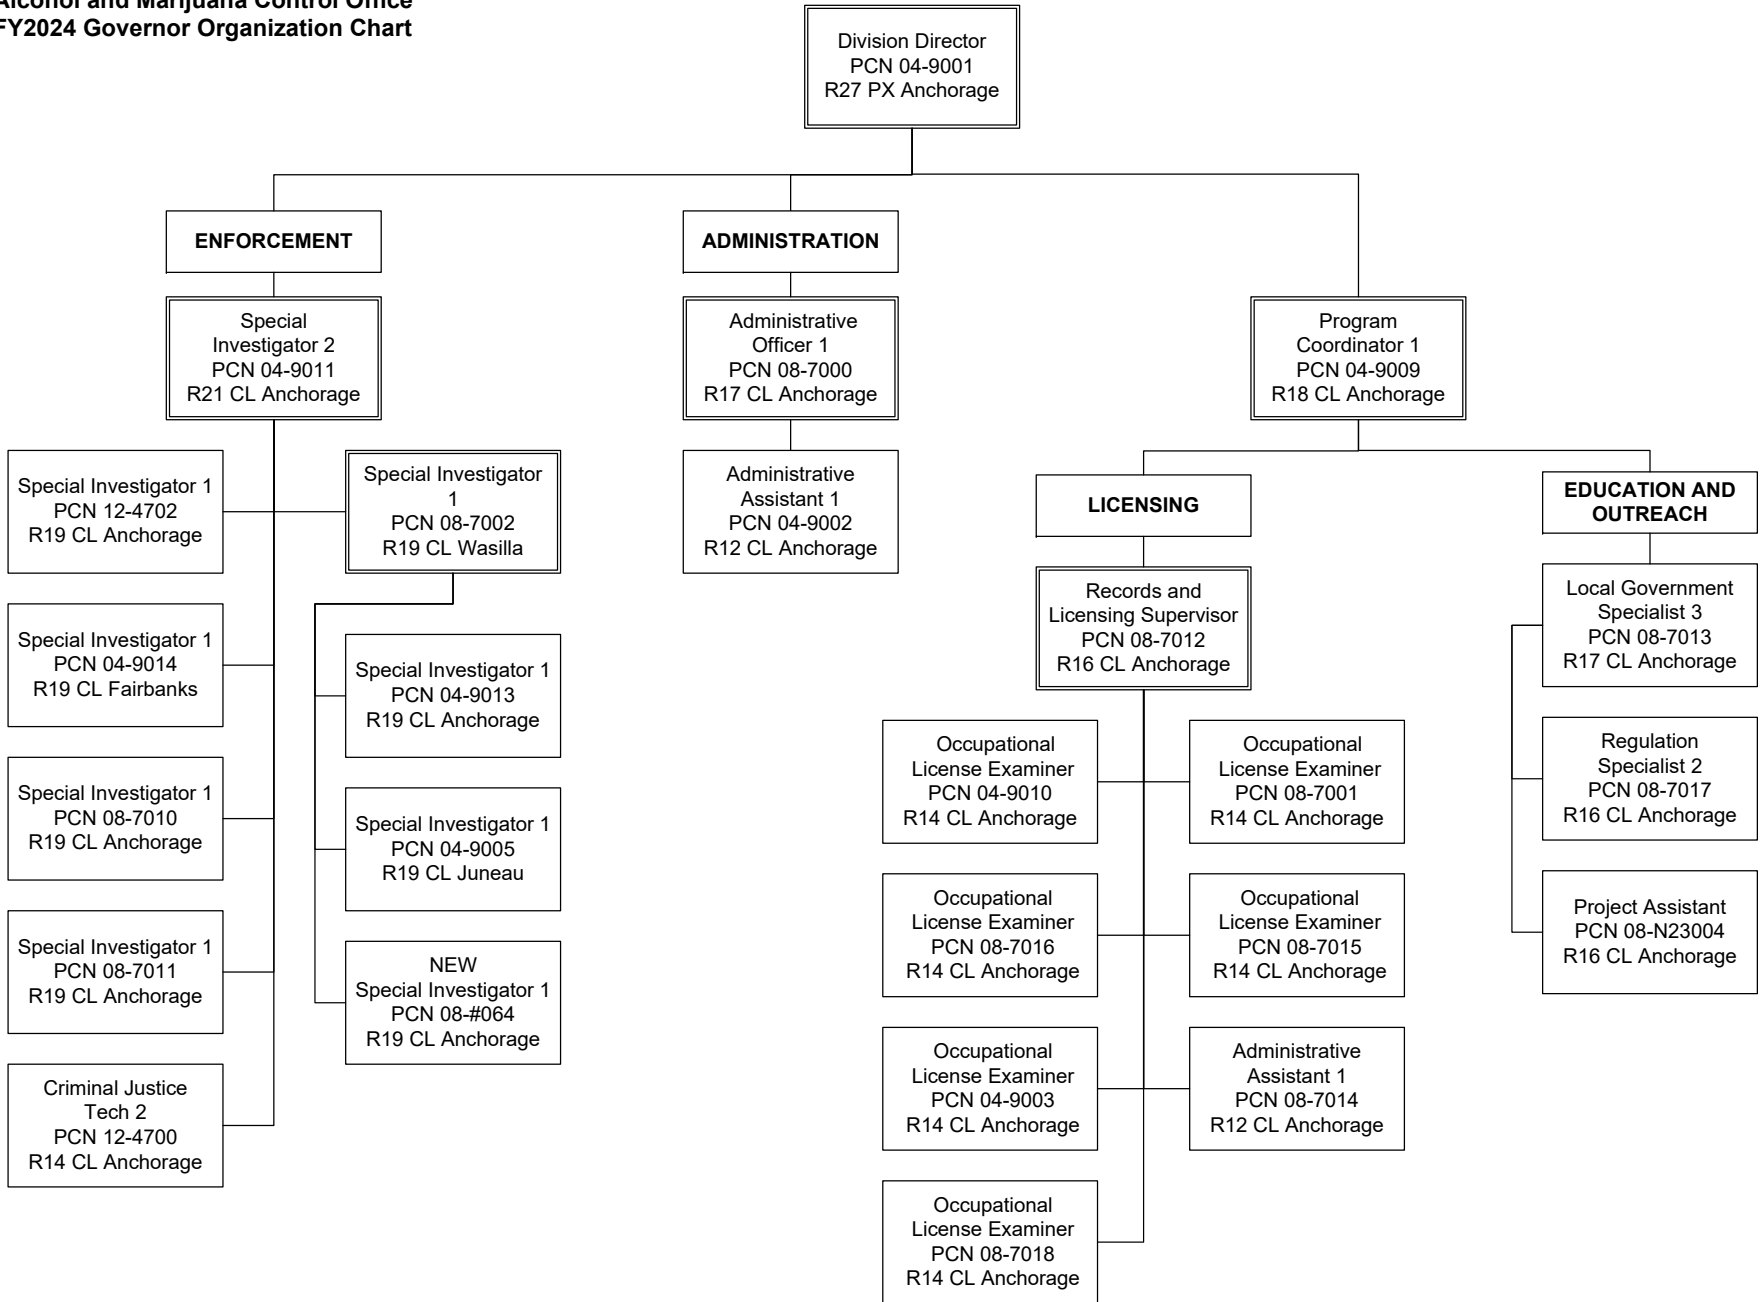 Alcohol and Marijuana Control Office
FY2024 Governor Organization Chart
Division Director
PCN 04-9001
R27 PX Anchorage
ENFORCEMENT
Special
Investigator 2
PCN 04-9011
R21 CL Anchorage
Special Investigator 1
PCN 12-4702
R19 CL Anchorage
Special Investigator 1
PCN 04-9014
R19 CL Fairbanks
Special Investigator 1
PCN 08-7010
R19 CL Anchorage
Special Investigator 1
PCN 08-7011
R19 CL Anchorage
Criminal Justice
Tech 2
PCN 12-4700
R14 CL Anchorage
Special Investigator
1
PCN 08-7002
R19 CL Wasilla
Special Investigator 1
PCN 04-9013
R19 CL Anchorage
Special Investigator 1
PCN 04-9005
R19 CL Juneau
NEW
Special Investigator 1
PCN 08-#064
R19 CL Anchorage
ADMINISTRATION
Administrative
Officer 1
PCN 08-7000
R17 CL Anchorage
Administrative
Assistant 1
PCN 04-9002
R12 CL Anchorage
Program
Coordinator 1
PCN 04-9009
R18 CL Anchorage
LICENSING
Records and
Licensing Supervisor
PCN 08-7012
R16 CL Anchorage
Occupational
License Examiner
PCN 04-9010
R14 CL Anchorage
Occupational
License Examiner
PCN 08-7001
R14 CL Anchorage
Occupational
License Examiner
PCN 08-7016
R14 CL Anchorage
Occupational
License Examiner
PCN 08-7015
R14 CL Anchorage
Occupational
License Examiner
PCN 04-9003
R14 CL Anchorage
Administrative
Assistant 1
PCN 08-7014
R12 CL Anchorage
Occupational
License Examiner
PCN 08-7018
R14 CL Anchorage
EDUCATION AND
OUTREACH
Local Government
Specialist 3
PCN 08-7013
R17 CL Anchorage
Regulation
Specialist 2
PCN 08-7017
R16 CL Anchorage
Project Assistant
PCN 08-N23004
R16 CL Anchorage